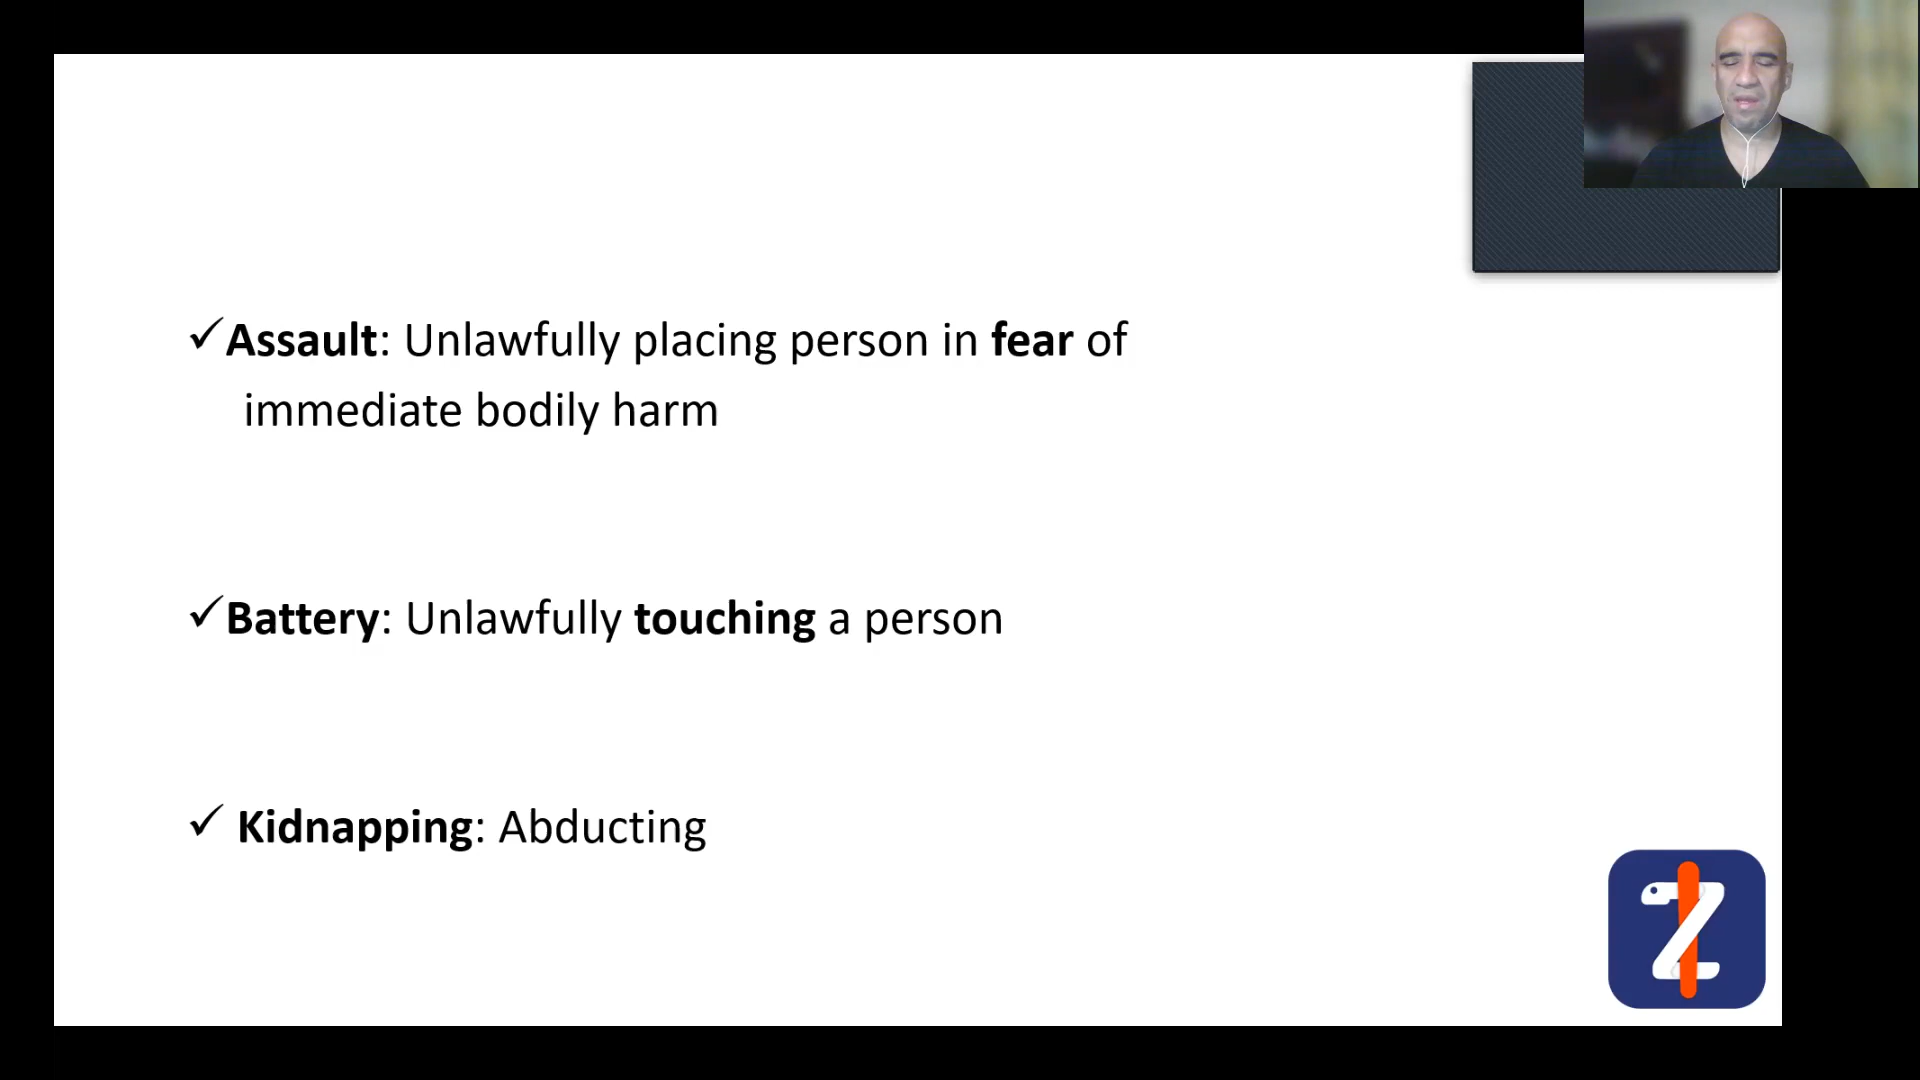 ✓Assault: Unlawfully placing person in fear of
immediate bodily harm
✓Battery: Unlawfully touching a person
✓ Kidnapping: Abducting